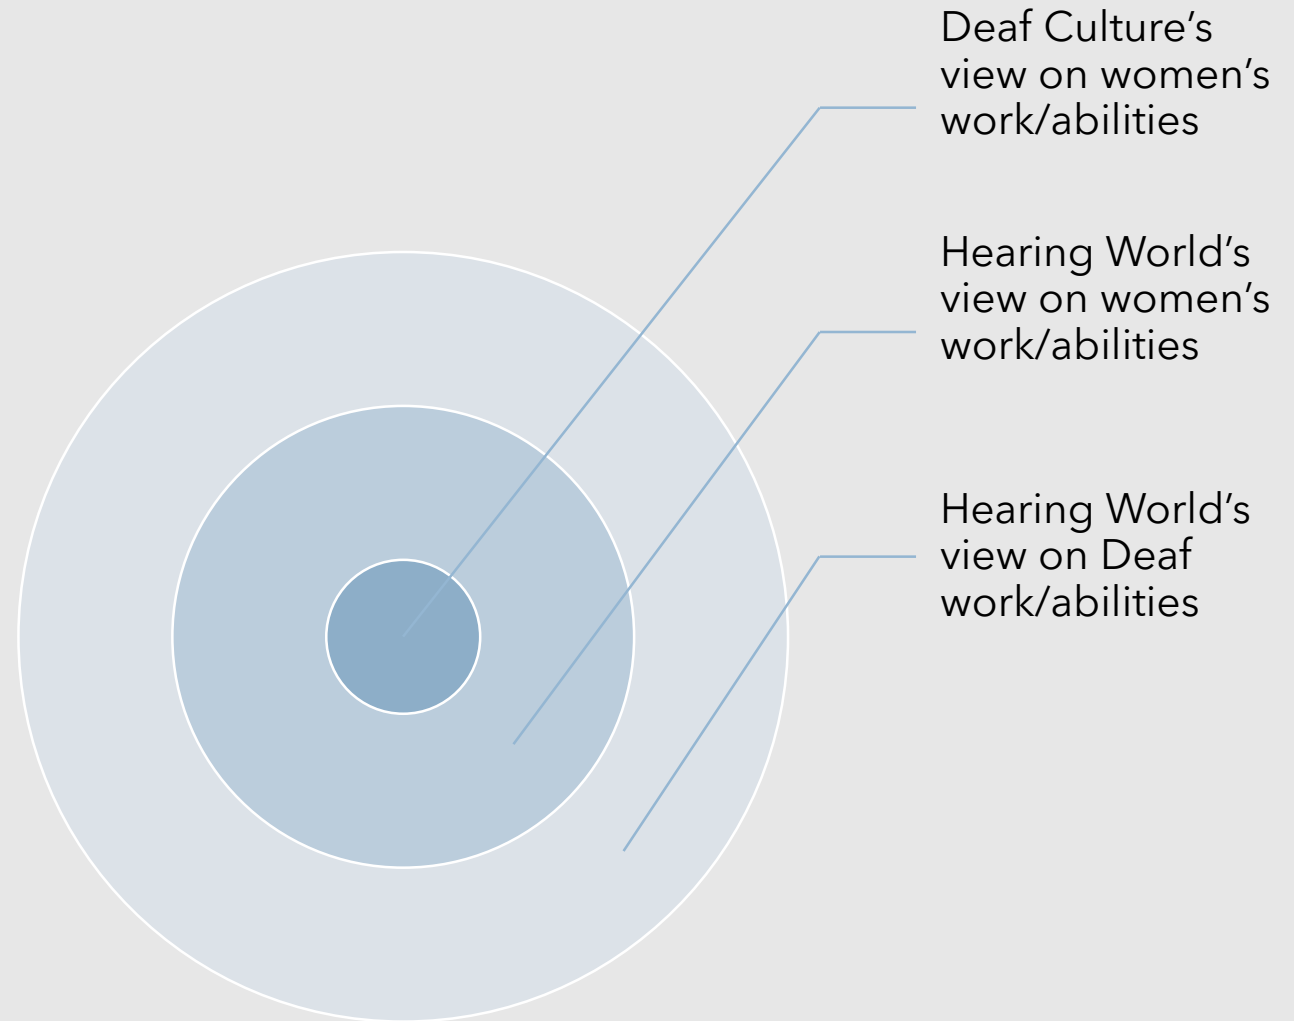 Deaf Culture’s
view on women’s
work/abilities
Hearing World’s
view on women’s
work/abilities
Hearing World’s
view on Deaf
work/abilities